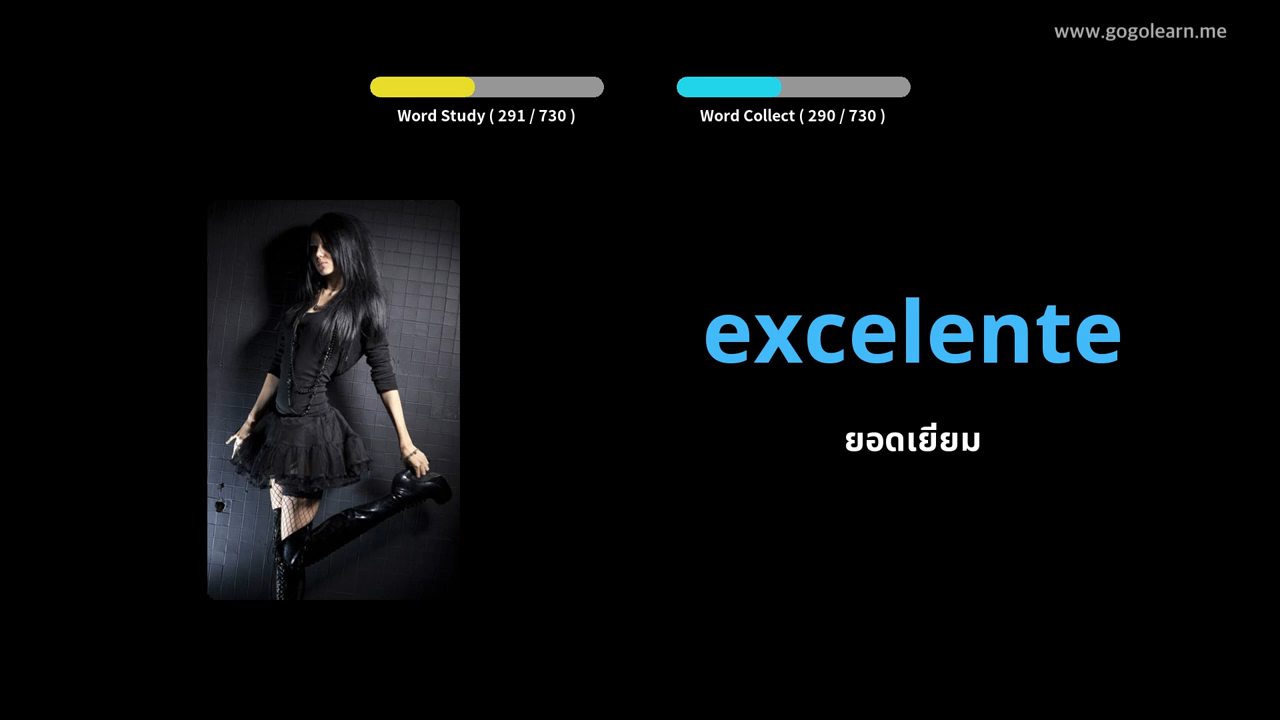 www.gogolearn.me
Word Study ( 291 / 730 )
Word Collect ( 290 / 730 )
excelente
ยอดเยี่ยม